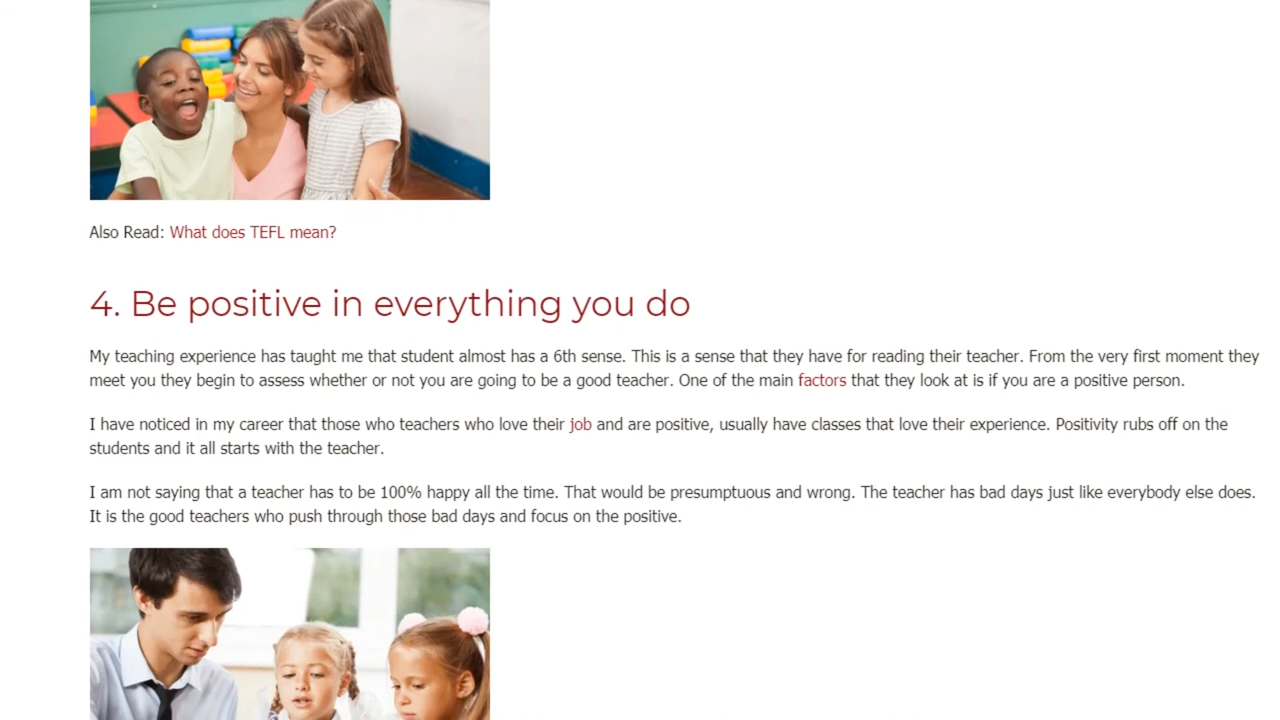 Also Read: What does TEFL mean?
4. Be positive in everything you do
My teaching experience has taught me that student almost has a 6th sense. This is a sense that they have for reading their teacher. From the very first moment they
meet you they begin to assess whether or not you are going to be a good teacher. One of the main factors that they look at is if you are a positive person.
I have noticed in my career that those who teachers who love their job and are positive, usually have classes that love their experience. Positivity rubs off on the
students and it all starts with the teacher.
I am not saying that a teacher has to be 100% happy all the time. That would be presumptuous and wrong. The teacher has bad days just like everybody else does.
It is the good teachers who push through those bad days and focus on the positive.